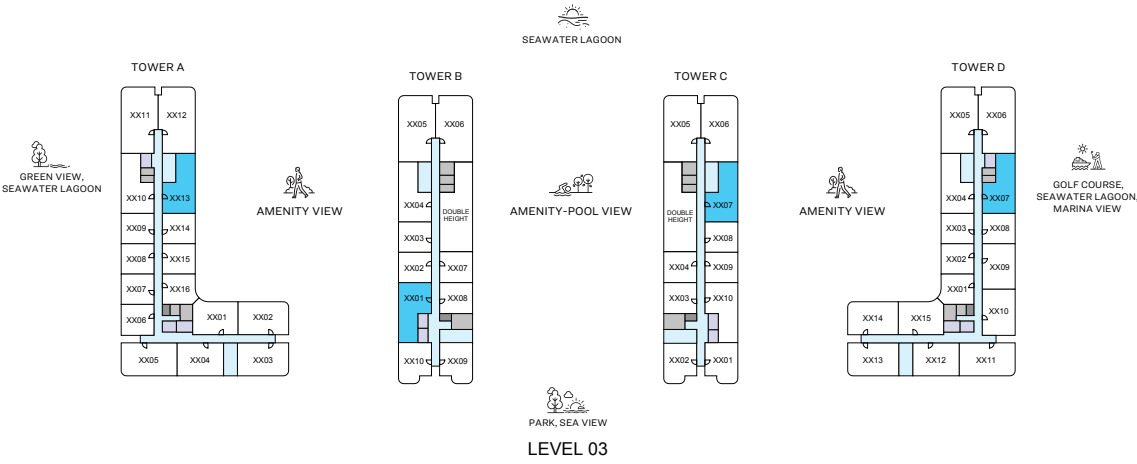 SEAWATER LAGOON
TOWER A
TOWER B
TOWER C
TOWER D
XX11
XX12
XX10
XX13
XX09
XX14
XX08
XX15
XX07
XX16
XX06
XX01
XX02
XX05
XX04
XX03
XX05
XX06
XX04
DOUBLE
HEIGHT
XX03
XX02
XX07
XX01
XX08
XX10
XX09
XX05
XX06
XX07
DOUBLE
HEIGHT
XX08
XX04
XX09
XX03
XX10
XX02
XX01
XX05
XX06
XX04
XX07
XX03
XX08
XX02
XX09
XX01
XX10
XX14
XX15
XX13
XX12
XX11
GREEN VIEW,
SEAWATER LAGOON
AMENITY VIEW
AMENITY-POOL VIEW
AMENITY VIEW
GOLF COURSE,
SEAWATER LAGOON,
MARINA VIEW
PARK, SEA VIEW
LEVEL 03